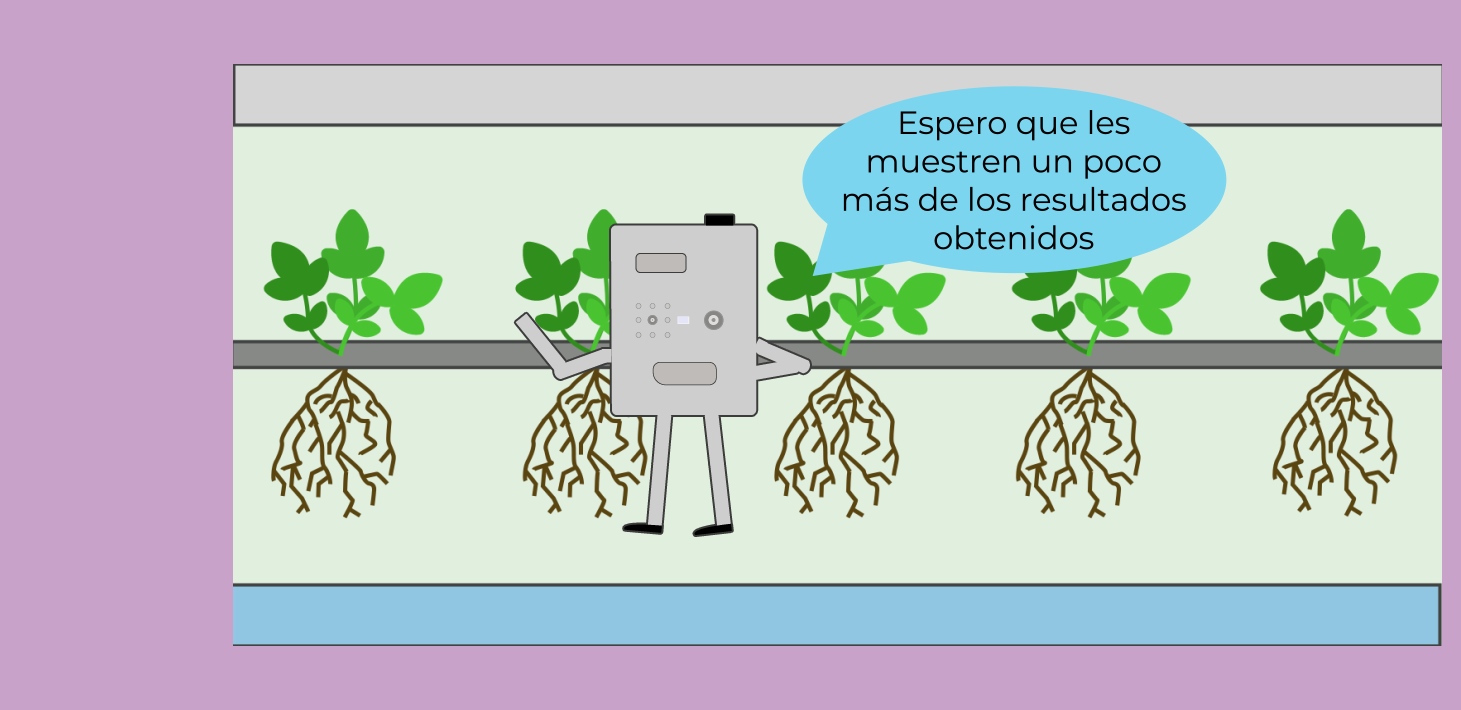 Espero que les
muestren un poco
más de los resultados
obtenidos